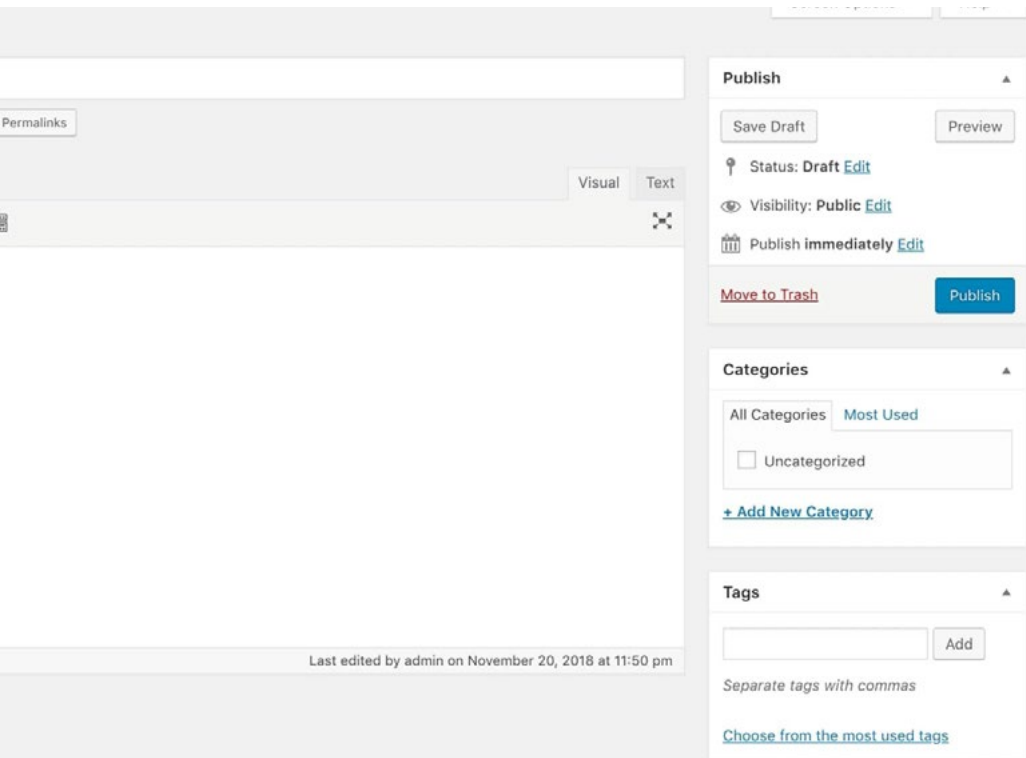 Publish
Permalinks
Save Draft Preview
Visual Text
Status: Draft Edit
Visibility: Public Edit
Publish immediately Edit
Move to Trash Publish
Categories
All Categories Most Used
Uncategorized
+ Add New Category
Tags
Add
Last edited by admin on November 20, 2018 at 11:50 pm
Separate tags with commas
Choose from the most used tags